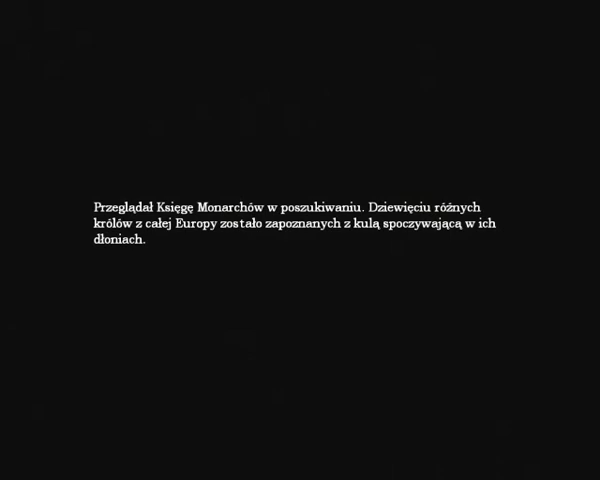 Przeglądał Księgę Monarchów w poszukiwaniu. Dziewięciu różnych
królów z całej Europy zostało zapoznanych z kulą spoczywającą w ich
dłoniach.